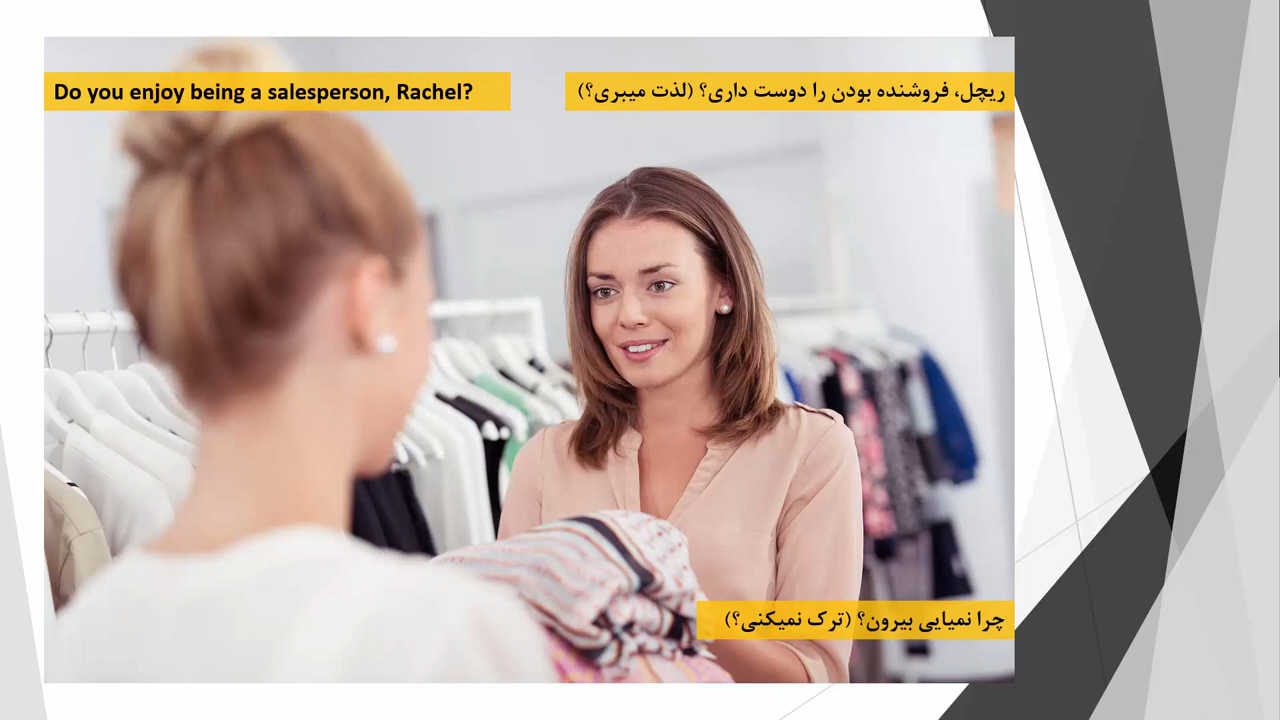 Do you enjoy being a salesperson, Rachel?
ریچل، فروشنده بودن را دوست داری؟ (لذت میبری؟)
چرا نمیایی بیرون؟ (ترک نمیکنی؟)